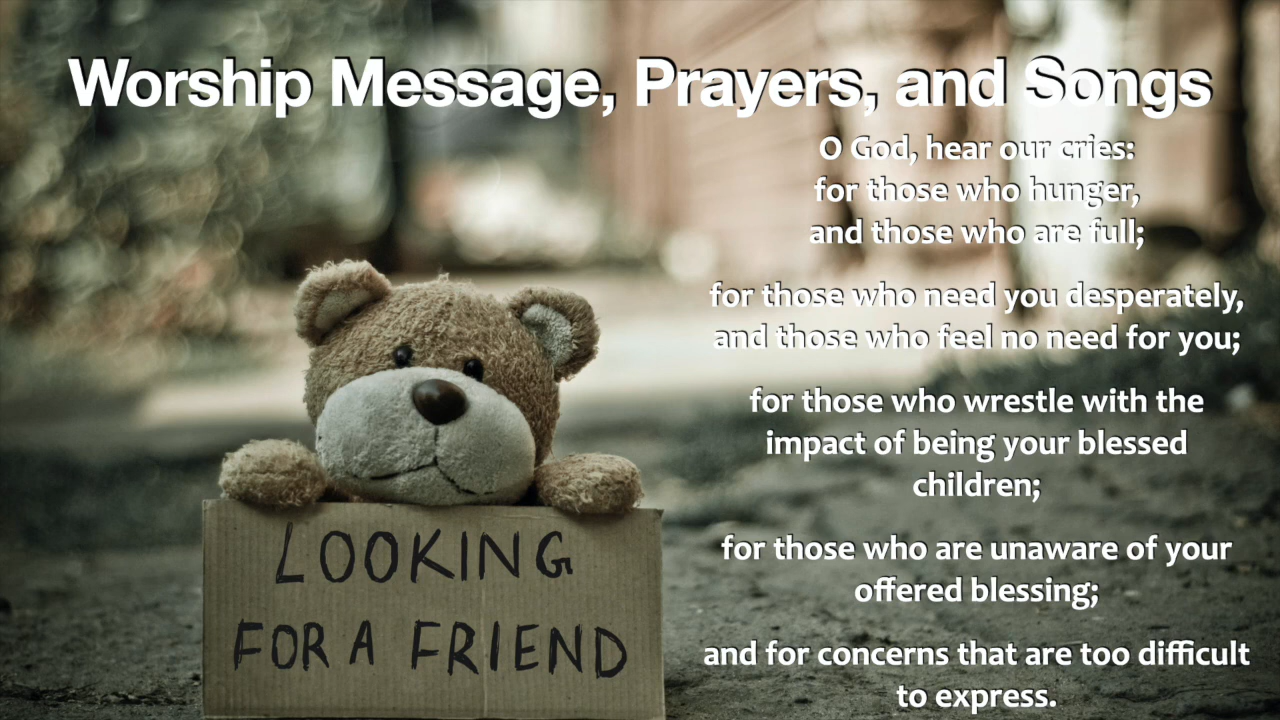 Worship Message, Prayers, and Songs
O God, hear our cries:
for those who hunger,
and those who are full;
for those who need you desperately,
and those who feel no need for you;
for those who wrestle with the
impact of being your blessed
children;
for those who are unaware of your
offered blessing;
and for concerns that are too difficult
to express.
LOOKING
FOR A FRIEND